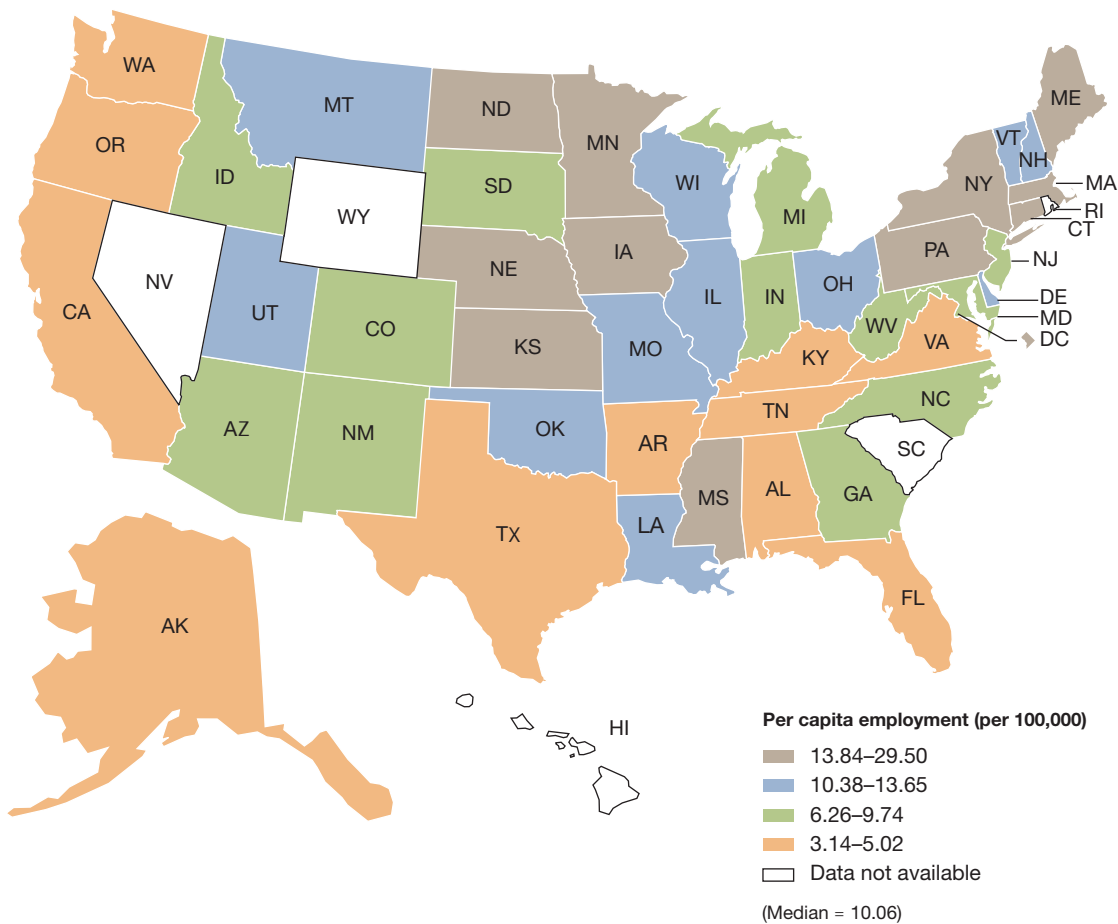 WA
MT
ND
MN
ME
VT
NH
OR
ID
SD
WI
NY
MA
WY
MI
RI
CT
NE
IA
PA
NJ
NV
IL
IN
OH
DE
CA
UT
CO
WV
MD
KS
MO
VA
DC
KY
AZ
NM
OK
AR
TN
NC
SC
MS
AL
GA
TX
LA
FL
AK
HI
Per capita employment (per 100,000)
13.84–29.50
10.38–13.65
6.26–9.74
3.14–5.02
Data not available
(Median = 10.06)